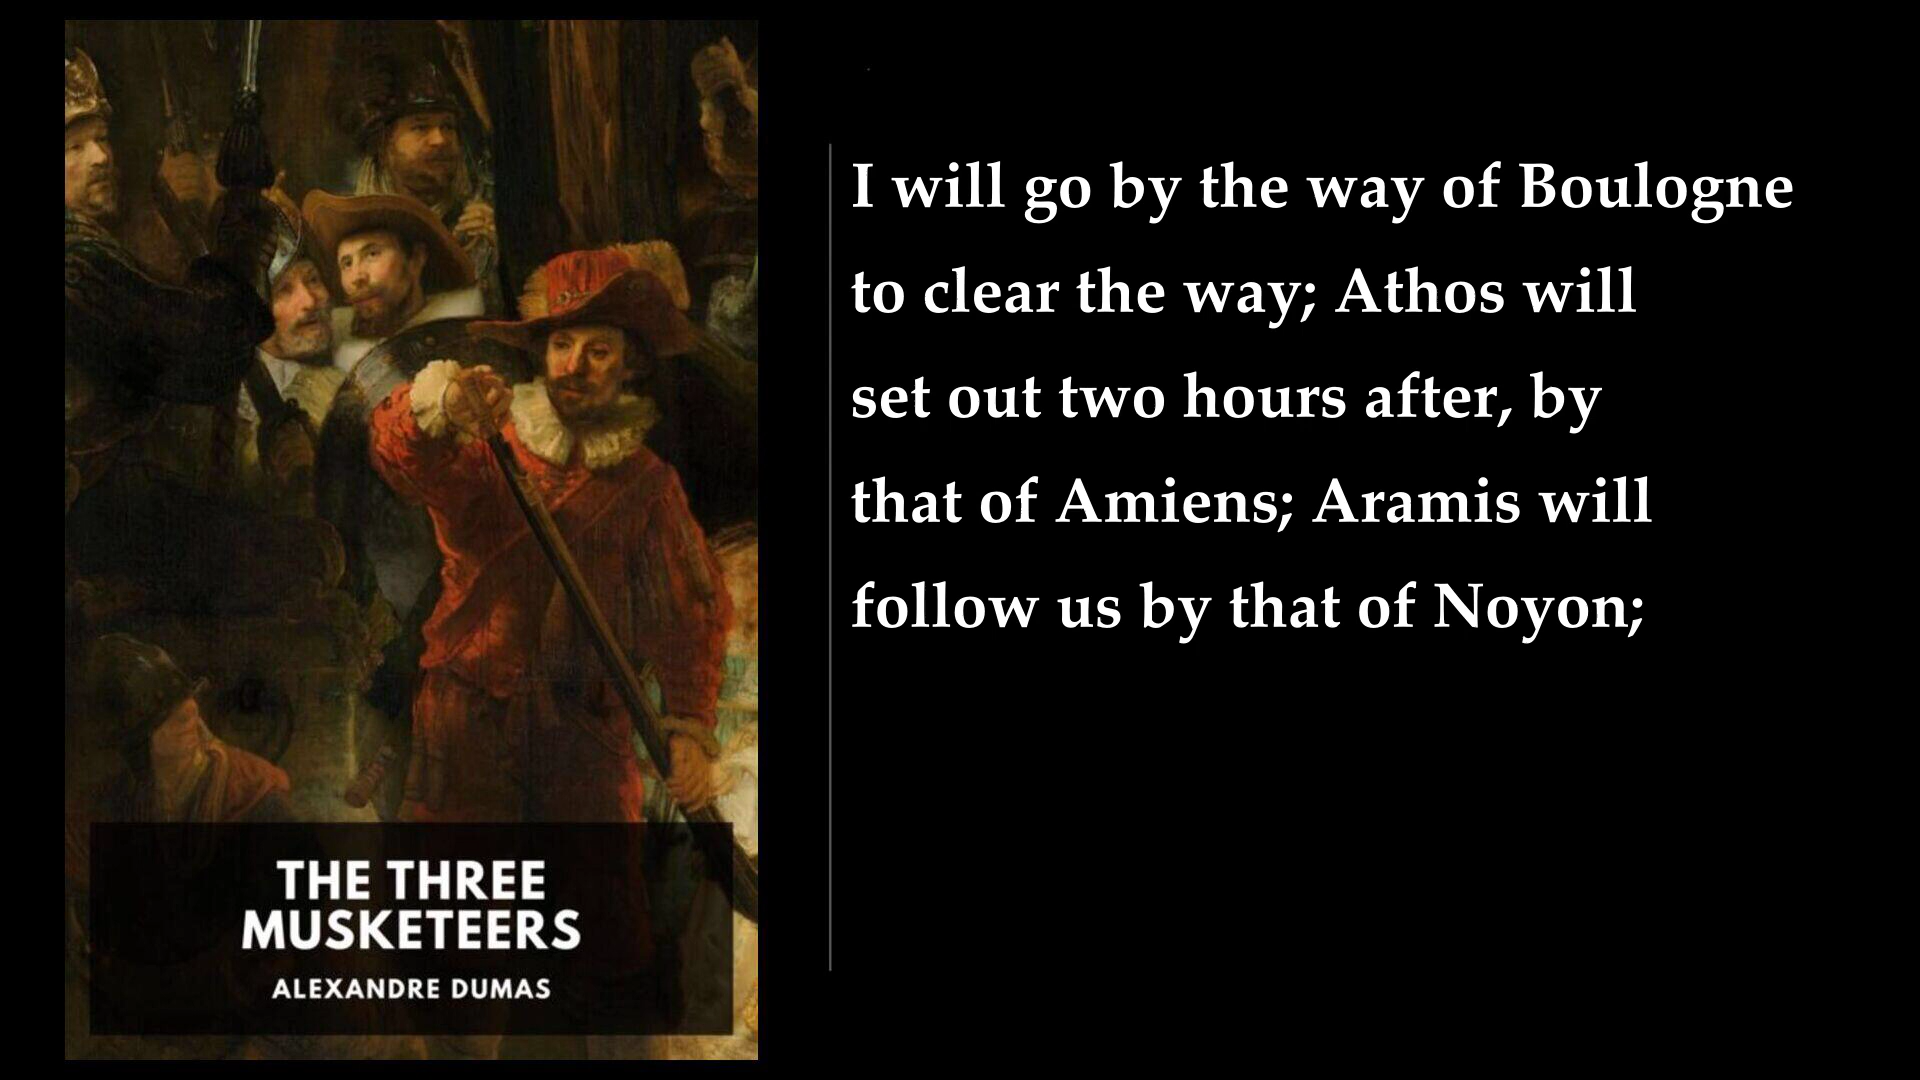 THE THREE
MUSKETEERS
ALEXANDRE DUMAS
I will go by the way of Boulogne
to clear the way; Athos will
set out two hours after, by
that of Amiens; Aramis will
follow us by that of Noyon;